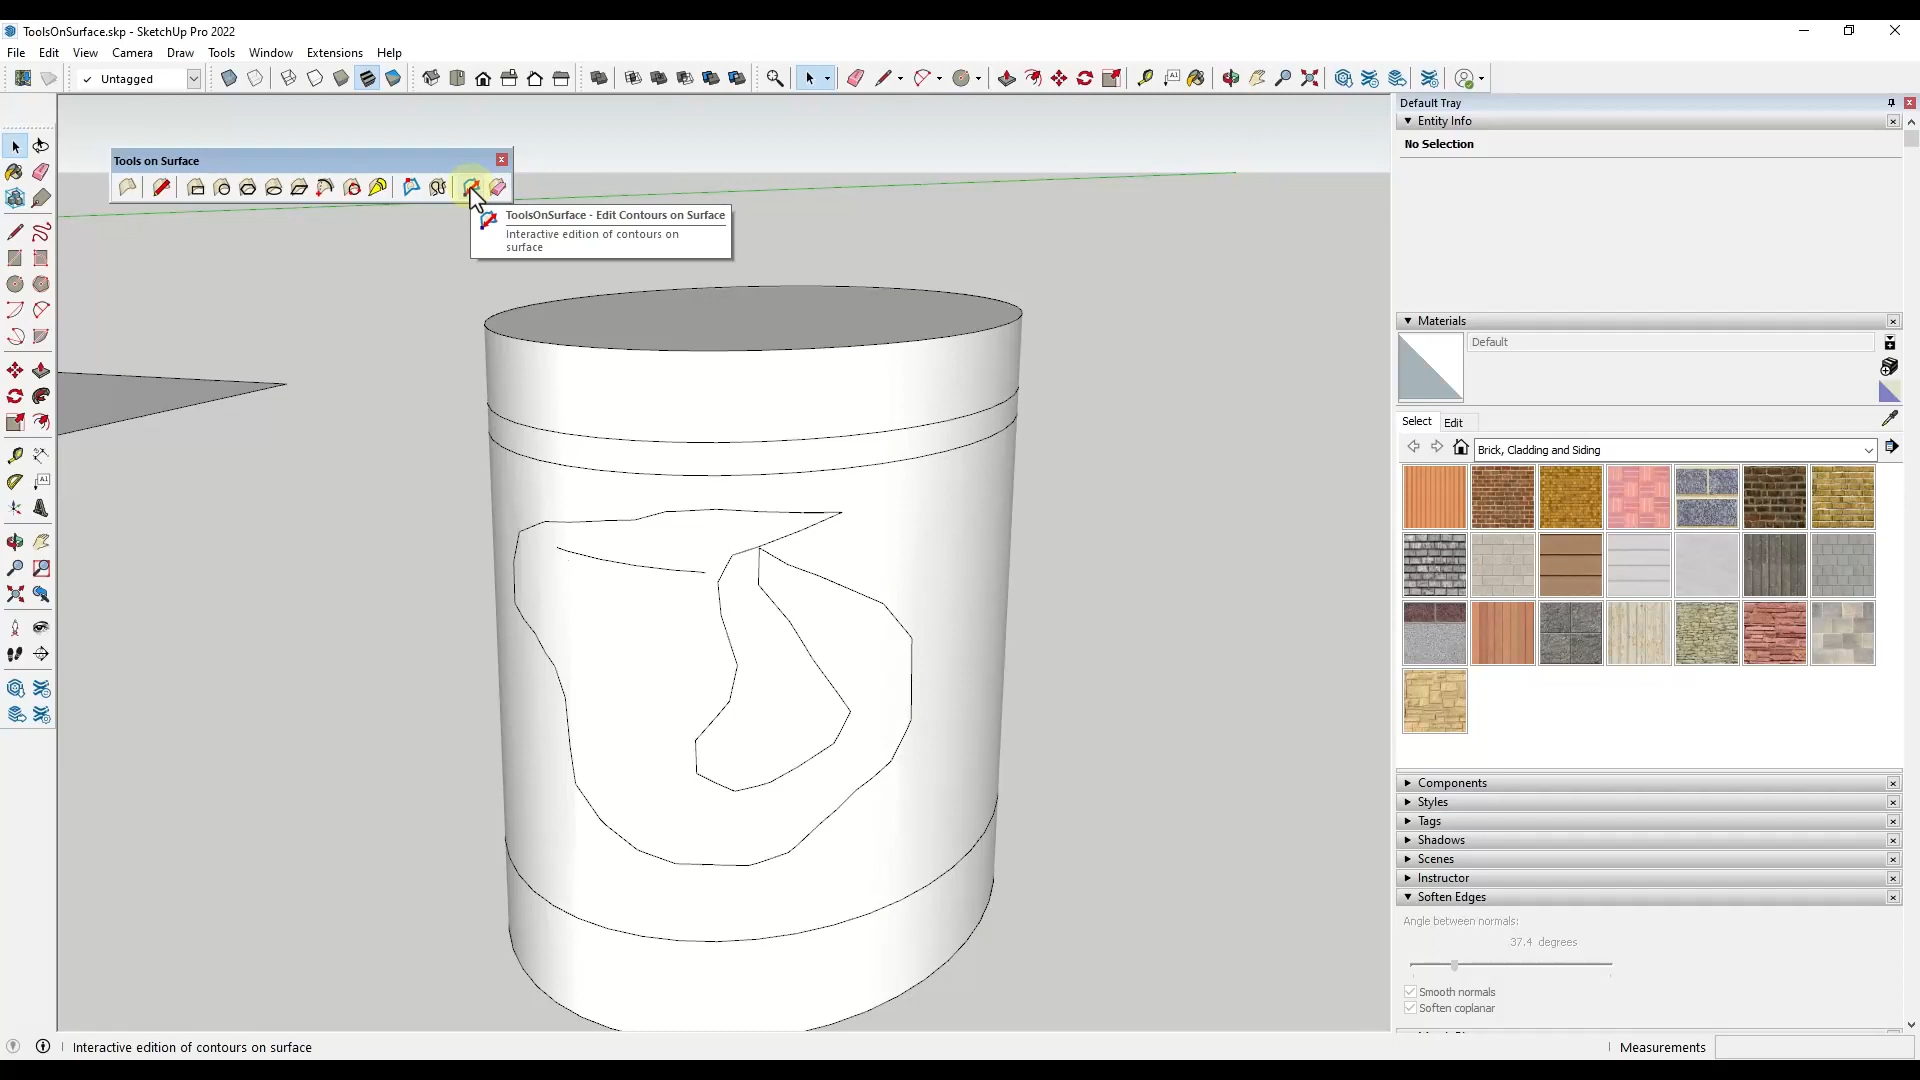 ToolsOnSurface.skp - SketchUp Pro 2022
File Edit View Camera Draw Tools Window Extensions Help
Untagged
Default Tray
Entity Info
No Selection
Tools on Surface
ToolsOnSurface - Edit Contours on Surface
Interactive edition of contours on
surface
Materials
Default
Select Edit
Brick, Cladding and Siding
Components
Styles
Tags
Shadows
Scenes
Instructor
Soften Edges
Angle between normals:
37.4 degrees
Smooth normals
Soften coplanar
Interactive edition of contours on surface
Measurements